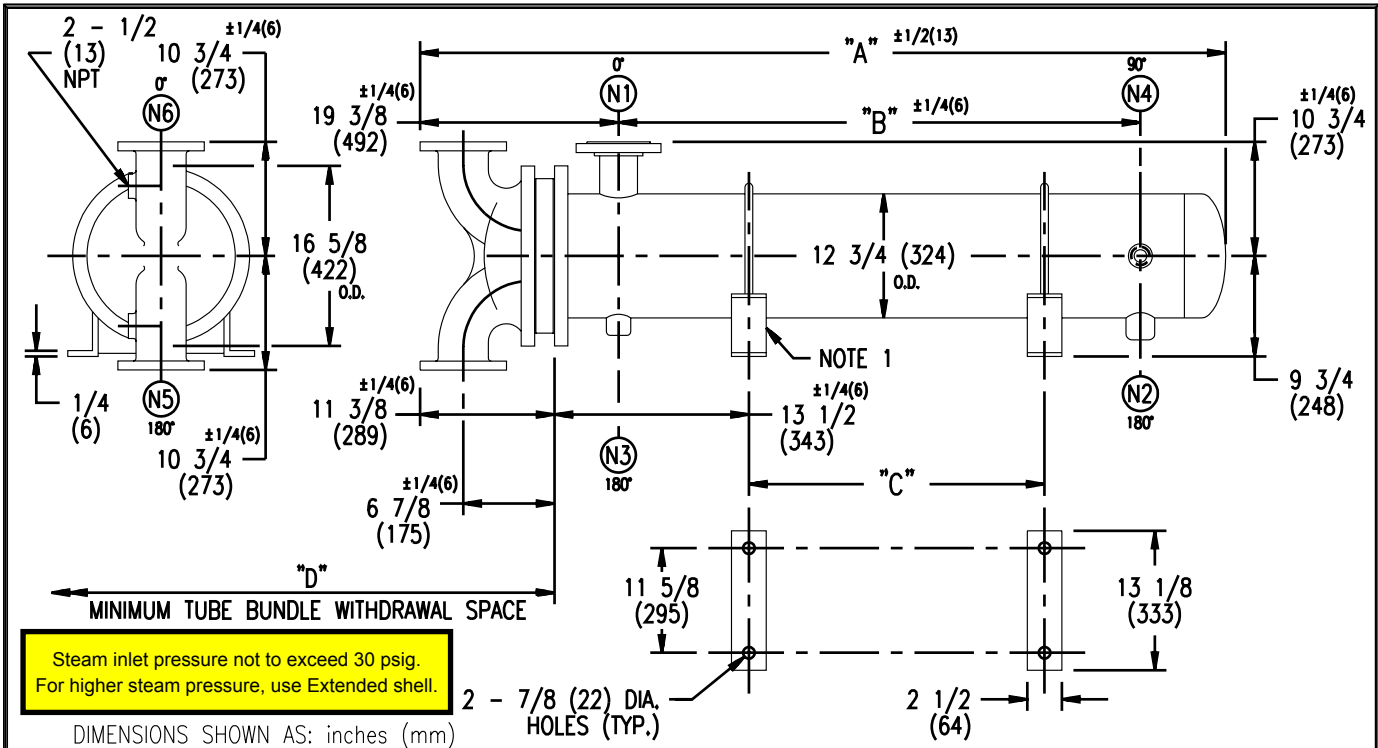 2 - 1/2
(13)
NPT
±1/4(6)
10 3/4
(273)
0°
N6
16 5/8
(422)
O.D.
1/4
(6)
N5
180°
±1/4(6)
10 3/4
(273)
"A" ±1/2(13)
±1/4(6)
19 3/8
(492)
0°
N1
"B" ±1/4(6)
90°
N4
±1/4(6)
10 3/4
(273)
12 3/4 (324)
O.D.
NOTE 1
9 3/4
(248)
N2
180°
±1/4(6)
11 3/8
(289)
±1/4(6)
13 1/2
(343)
N3
180°
±1/4(6)
6 7/8
(175)
"C"
"D"
MINIMUM TUBE BUNDLE WITHDRAWAL SPACE
11 5/8
(295)
13 1/8
(333)
2 - 7/8 (22) DIA.
HOLES (TYP.)
2 1/2
(64)
Steam inlet pressure not to exceed 30 psig.
For higher steam pressure, use Extended shell.
DIMENSIONS SHOWN AS: inches (mm)